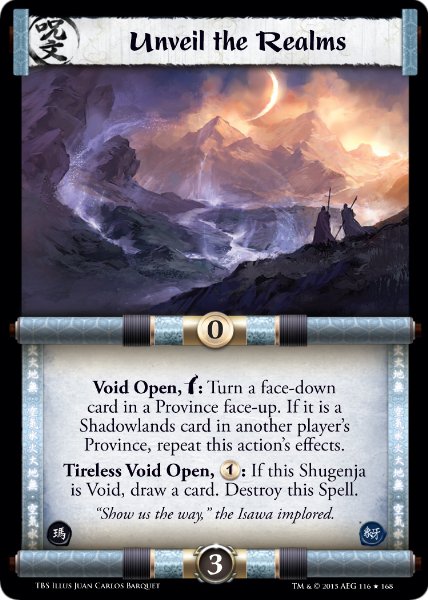 呪文
Unveil the Realms
0
Void Open, : Turn a face-down
card in a Province face-up. If it is a
Shadowlands card in another player's
Province, repeat this action's effects.
Tireless Void Open, 1: If this Shugenja
is Void, draw a card. Destroy this Spell.
“Show us the way,” the Isawa implored.
3
TBS ILLUS JUAN CARLOS BARQUET
TM & © 2015 AEG 116 ★ 168